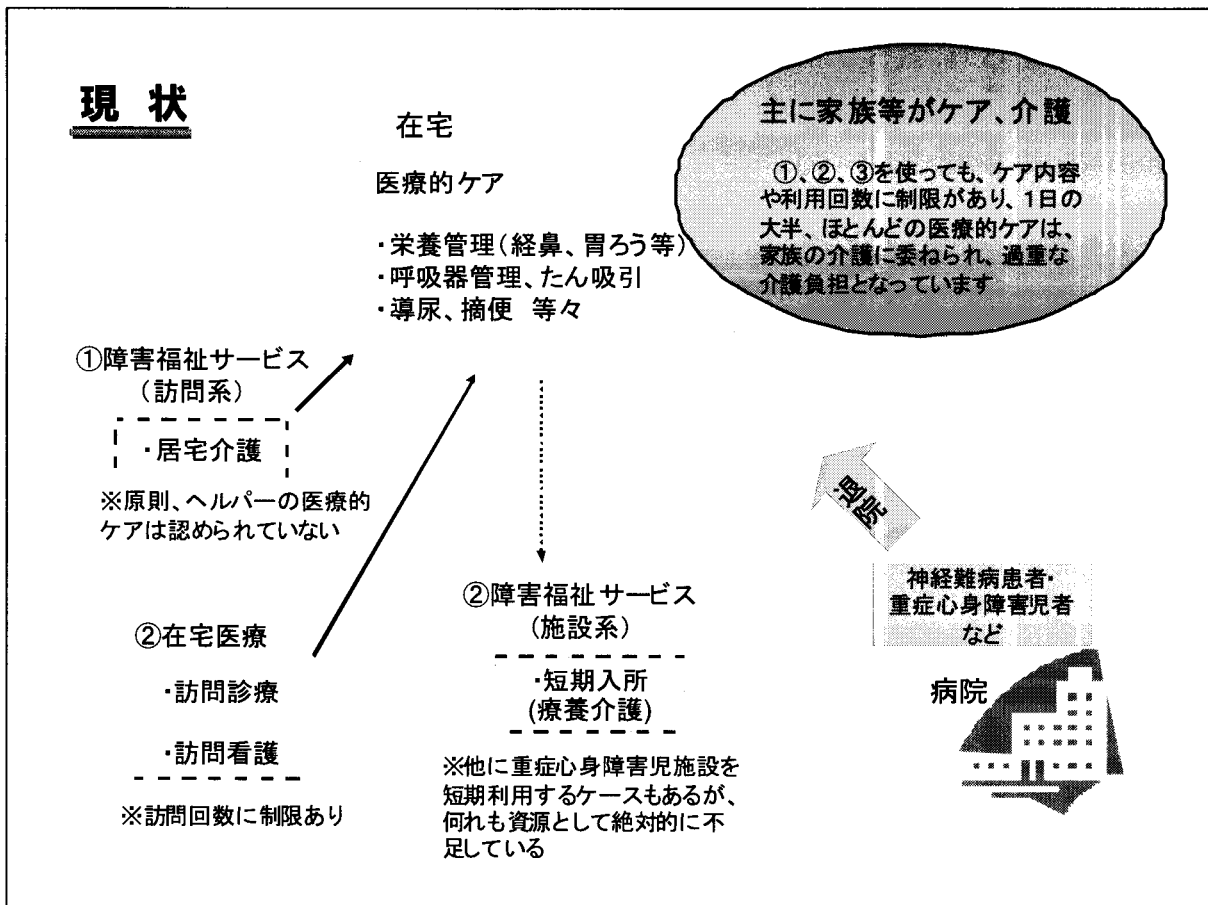 現 状
在宅
医療的ケア
・栄養管理(経鼻、胃ろう等)
・呼吸器管理、たん吸引
・導尿、摘便 等々
主に家族等がケア、介護
①、②、③を使っても、ケア内容
や利用回数に制限があり、1日の
大半、ほとんどの医療的ケアは、
家族の介護に委ねられ、過重な
介護負担となっています
①障害福祉サービス
(訪問系)
・居宅介護
※原則、ヘルパーの医療的
ケアは認められていない
②在宅医療
・訪問診療
・訪問看護
※訪問回数に制限あり
②障害福祉サービス
(施設系)
・短期入所
(療養介護)
※他に重症心身障害児施設を
短期利用するケースもあるが、
何れも資源として絶対的に不
足している
退院
神経難病患者・
重症心身障害児者
など
病院